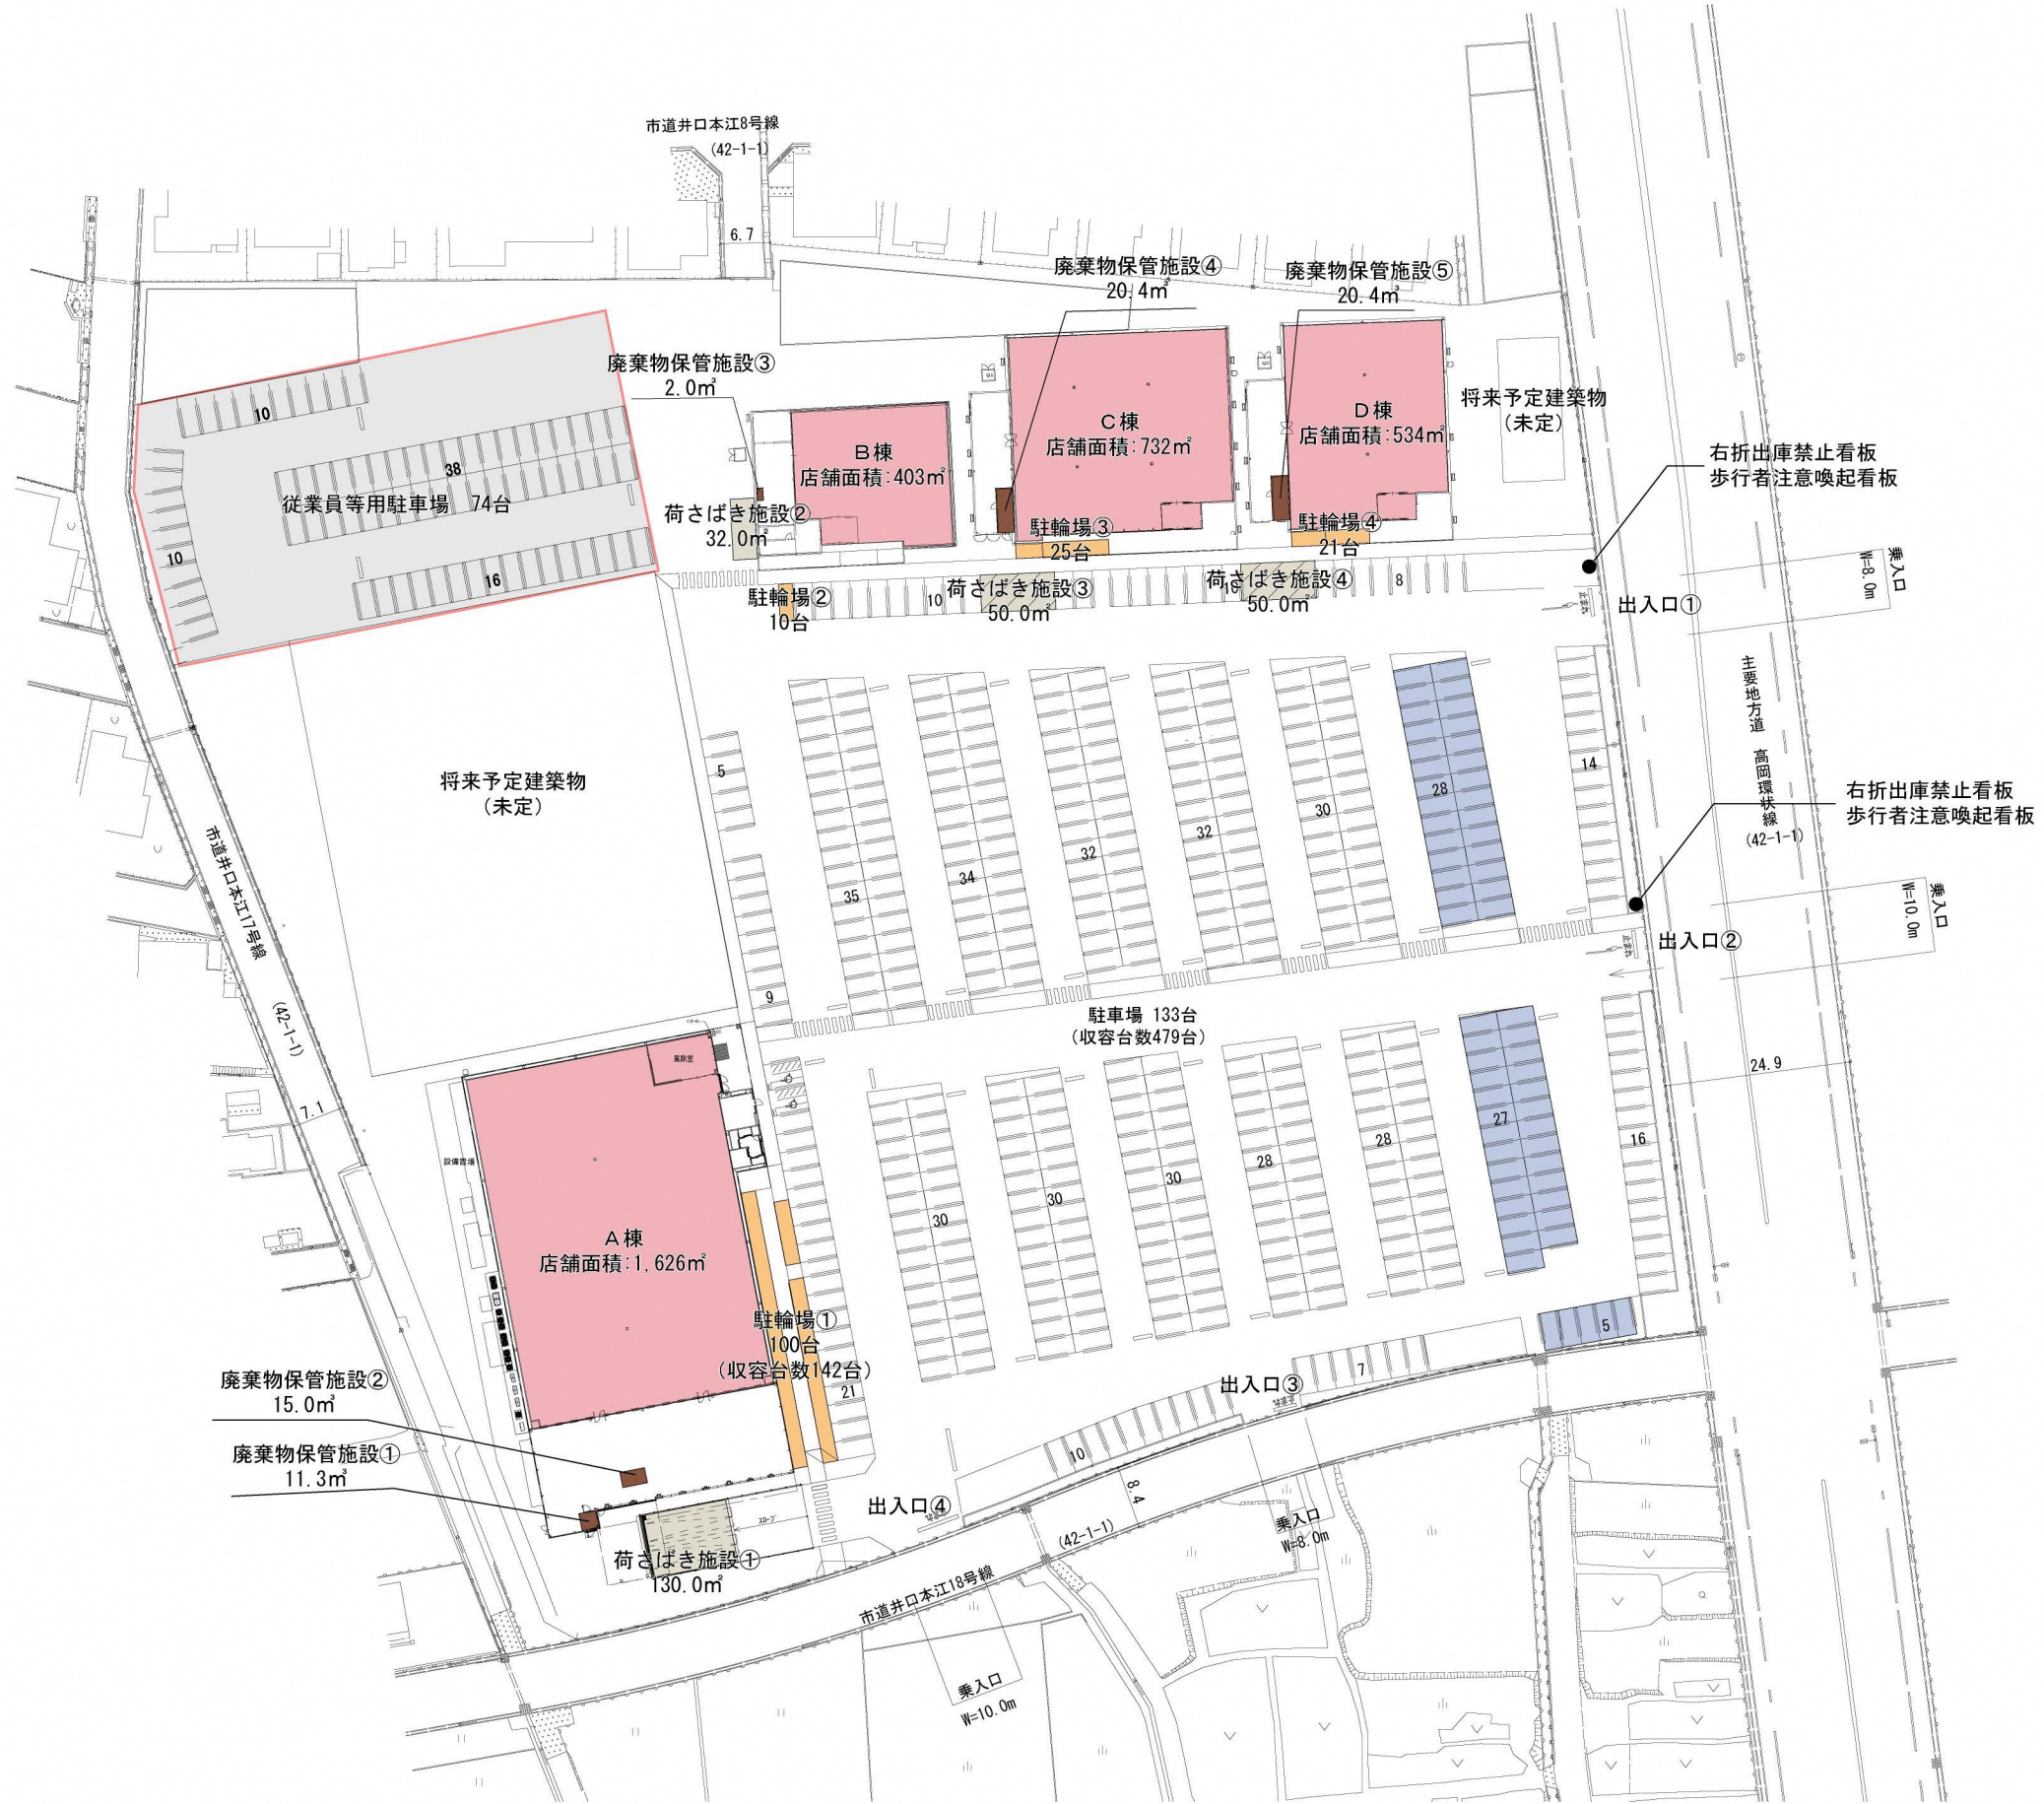 市道井口本江8号線
(42-1-1)
6.7
廃棄物保管施設④
20.4㎥
廃棄物保管施設⑤
20.4㎥
廃棄物保管施設③
2.0㎥
10
38
従業員等用駐車場 74台
10
16
B棟
店舗面積:403㎡
C棟
店舗面積:732㎡
D棟
店舗面積:534㎡
将来予定建築物
(未定)
右折出庫禁止看板
歩行者注意喚起看板
荷さばき施設②
32.0㎡
駐輪場③
25台
駐輪場④
21台
駐輪場②
10台
10
荷さばき施設③
50.0㎡
荷さばき施設④
50.0㎡
8
出入口①
乗入口
W=8.0m
主要地方道 高岡環状線
(42-1-1)
右折出庫禁止看板
歩行者注意喚起看板
将来予定建築物
(未定)
5
9
35
34
32
32
30
28
14
出入口②
乗入口
W=10.0m
市道井口本江17号線
(42-1-1)
7.1
駐車場 133台
(収容台数479台)
24.9
風除室
設備置場
A棟
店舗面積:1,626㎡
駐輪場①
100台
(収容台数142台)
21
30
30
30
28
28
27
16
5
7
10
出入口③
出入口④
廃棄物保管施設②
15.0㎥
廃棄物保管施設①
11.3㎥
荷さばき施設①
130.0㎡
スロープ
8.4
(42-1-1)
市道井口本江18号線
乗入口
W=8.0m
乗入口
W=10.0m